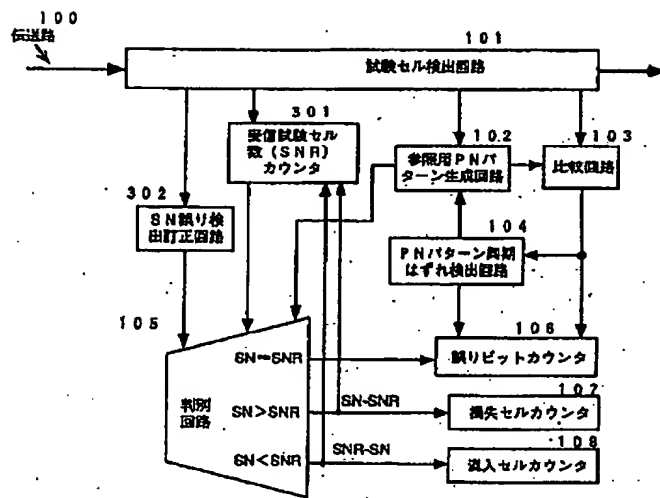 100
伝送路
101
試験セル検出回路
301
受信試験セル
数(SNR)
カウンタ
102
参照用PNパ
ターン生成回路
103
比較回路
302
SN誤り検
出訂正回路
104
PNパターン同期
はずれ検出回路
105
判別
回路
SN=SNR
SN>SNR
SN<SNR
SN-SNR
SNR-SN
106
誤りビットカウンタ
107
損失セルカウンタ
108
混入セルカウンタ